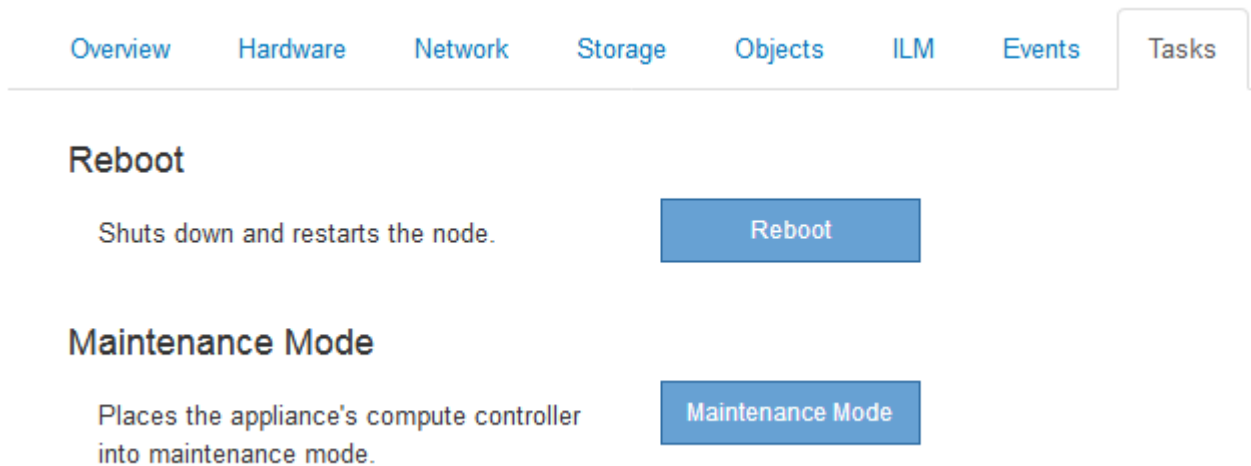 Overview Hardware Network Storage Objects ILM Events Tasks
Reboot
Shuts down and restarts the node.
Reboot
Maintenance Mode
Places the appliance's compute controller
into maintenance mode.
Maintenance Mode